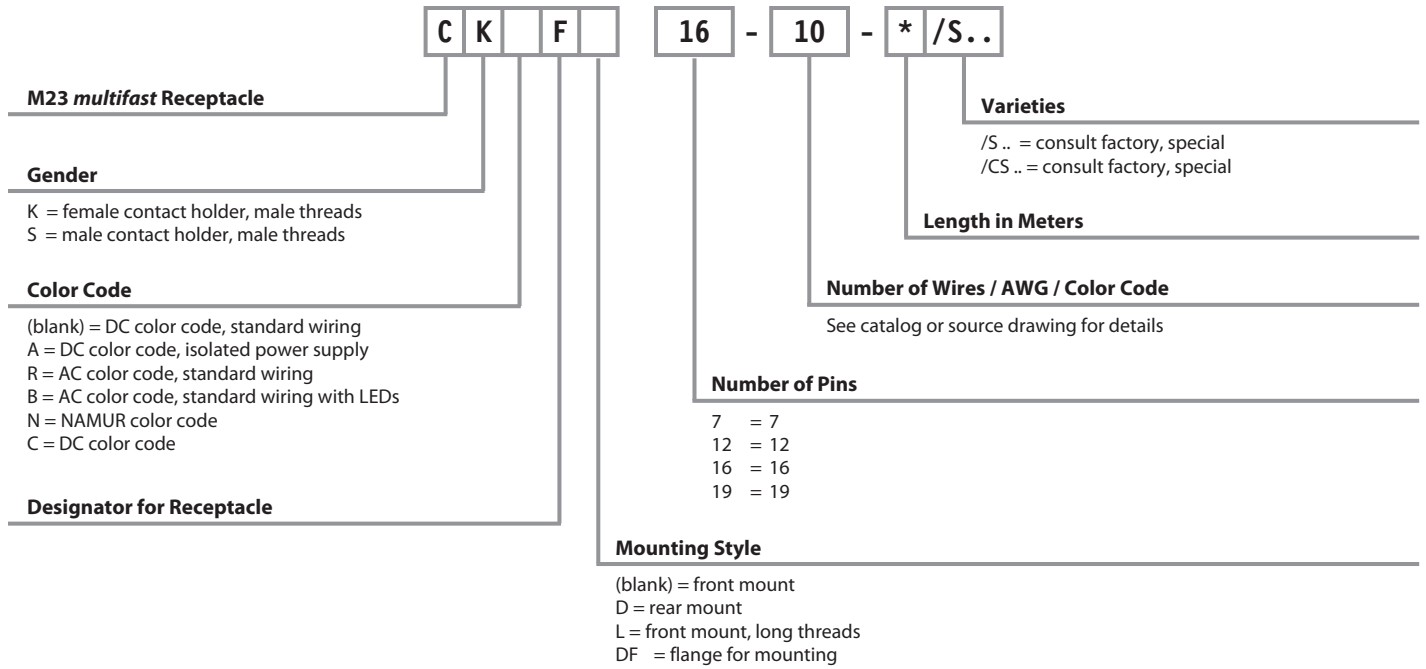 C K F 16 - 10 - * /S..
M23 multifast Receptacle
Gender
K = female contact holder, male threads
S = male contact holder, male threads
Color Code
(blank) = DC color code, standard wiring
A = DC color code, isolated power supply
R = AC color code, standard wiring
B = AC color code, standard wiring with LEDs
N = NAMUR color code
C = DC color code
Designator for Receptacle
Varieties
/S .. = consult factory, special
/CS .. = consult factory, special
Length in Meters
Number of Wires / AWG / Color Code
See catalog or source drawing for details
Number of Pins
7 = 7
12 = 12
16 = 16
19 = 19
Mounting Style
(blank) = front mount
D = rear mount
L = front mount, long threads
DF = flange for mounting